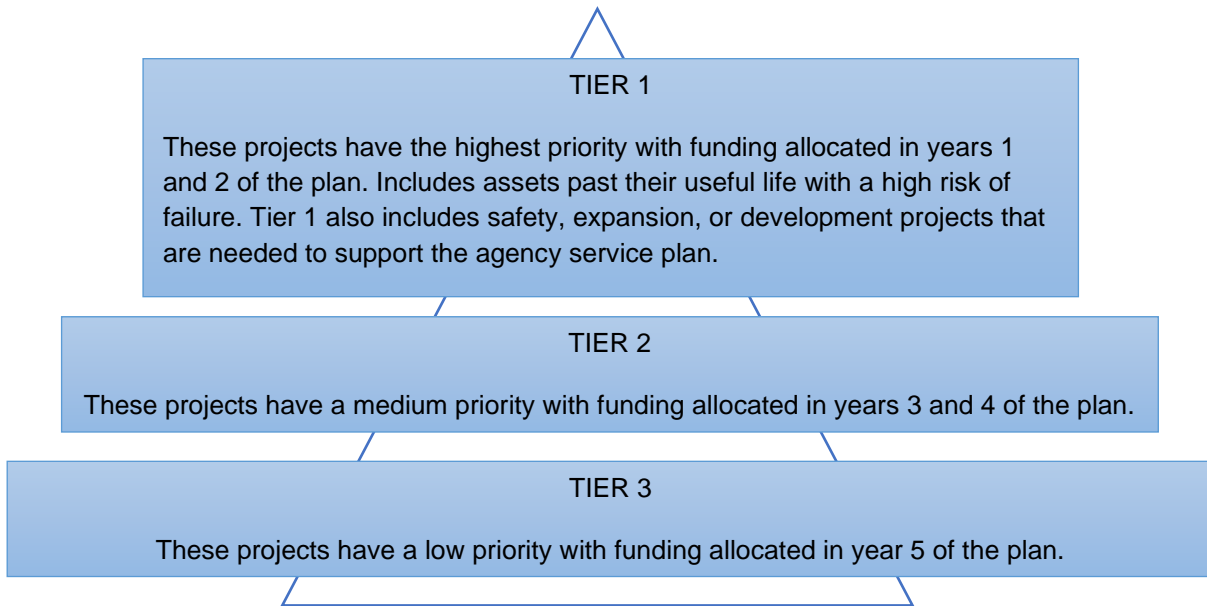 TIER 1
These projects have the highest priority with funding allocated in years 1
and 2 of the plan. Includes assets past their useful life with a high risk of
failure. Tier 1 also includes safety, expansion, or development projects that
are needed to support the agency service plan.
TIER 2
These projects have a medium priority with funding allocated in years 3 and 4 of the plan.
TIER 3
These projects have a low priority with funding allocated in year 5 of the plan.